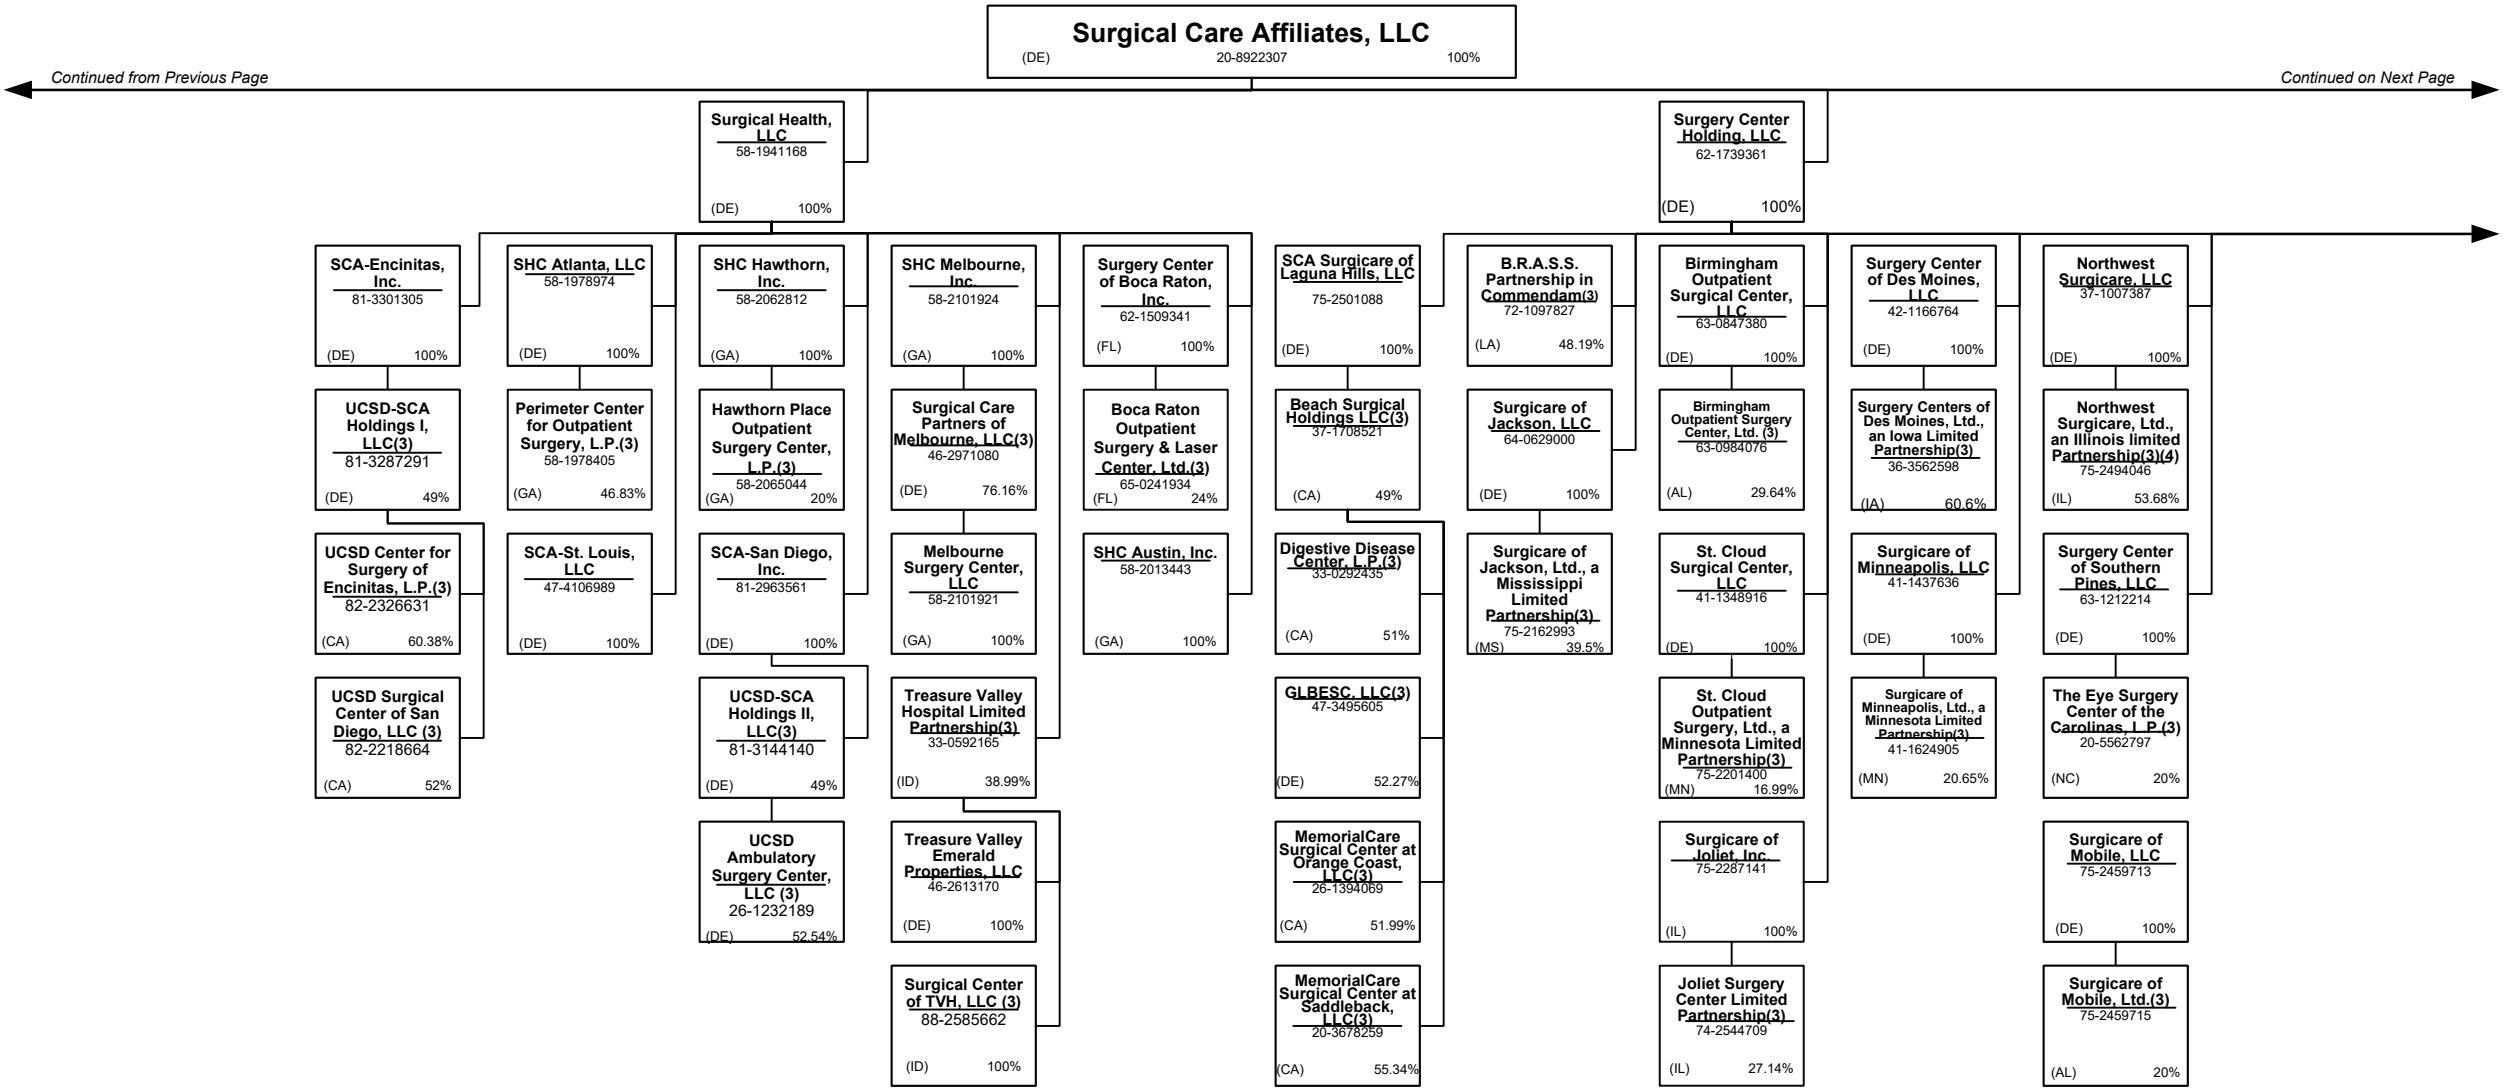 Surgical Care Affiliates, LLC
(DE) 20-8922307 100%
Continued from Previous Page
Continued on Next Page
Surgical Health,
LLC
58-1941168
(DE) 100%
Surgery Center
Holding, LLC
62-1739361
(DE) 100%
SCA-Encinitas,
Inc.
81-3301305
(DE) 100%
SHC Atlanta, LLC
58-1978974
(DE) 100%
SHC Hawthorn,
Inc.
58-2062812
(GA) 100%
SHC Melbourne,
Inc.
58-2101924
(GA) 100%
Surgery Center
of Boca Raton,
Inc.
62-1509341
(FL) 100%
SCA Surgicare of
Laguna Hills, LLC
75-2501088
(DE) 100%
B.R.A.S.S.
Partnership in
Commendam(3)
72-1097827
(LA) 48.19%
Birmingham
Outpatient
Surgical Center,
LLC
63-0847380
(DE) 100%
Surgery Center
of Des Moines,
LLC
42-1166764
(DE) 100%
Northwest
Surgicare, LLC
37-1007387
(DE) 100%
UCSD-SCA
Holdings I,
LLC(3)
81-3287291
(DE) 49%
Perimeter Center
for Outpatient
Surgery, L.P.(3)
58-1978405
(GA) 46.83%
Hawthorn Place
Outpatient
Surgery Center,
L.P.(3)
58-2065044
(GA) 20%
Surgical Care
Partners of
Melbourne, LLC(3)
46-2971080
(DE) 76.16%
Boca Raton
Outpatient
Surgery & Laser
Center, Ltd.(3)
65-0241934
(FL) 24%
Beach Surgical
Holdings LLC(3)
37-1708521
(CA) 49%
Surgicare of
Jackson, LLC
64-0629000
(DE) 100%
Birmingham
Outpatient Surgery
Center, Ltd. (3)
63-0984076
(AL) 29.64%
Surgery Centers of
Des Moines, Ltd.,
an Iowa Limited
Partnership(3)
36-3562598
(IA) 60.6%
Northwest
Surgicare, Ltd.,
an Illinois limited
Partnership(3)(4)
75-2494046
(IL) 53.68%
UCSD Center for
Surgery of
Encinitas, L.P.(3)
82-2326631
(CA) 60.38%
SCA-St. Louis,
LLC
47-4106989
(DE) 100%
SCA-San Diego,
Inc.
81-2963561
(DE) 100%
Melbourne
Surgery Center,
LLC
58-2101921
(GA) 100%
SHC Austin, Inc.
58-2013443
(GA) 100%
Digestive Disease
Center, L.P.(3)
33-0292435
(CA) 51%
Surgicare of
Jackson, Ltd., a
Mississippi
Limited
Partnership(3)
75-2162993
(MS) 39.5%
St. Cloud
Surgical Center,
LLC
41-1348916
(DE) 100%
Surgicare of
Minneapolis, LLC
41-1437636
(DE) 100%
Surgery Center
of Southern
Pines, LLC
63-1212214
(DE) 100%
UCSD Surgical
Center of San
Diego, LLC (3)
82-2218664
(CA) 52%
UCSD-SCA
Holdings II,
LLC(3)
81-3144140
(DE) 49%
Treasure Valley
Hospital Limited
Partnership(3)
33-0592165
(ID) 38.99%
GLBESC, LLC(3)
47-3495605
(DE) 52.27%
St. Cloud
Outpatient
Surgery, Ltd., a
Minnesota Limited
Partnership(3)
75-2201400
(MN) 16.99%
Surgicare of
Minneapolis, Ltd., a
Minnesota Limited
Partnership(3)
41-1624905
(MN) 20.65%
The Eye Surgery
Center of the
Carolinas, L.P.(3)
20-5562797
(NC) 20%
UCSD
Ambulatory
Surgery Center,
LLC (3)
26-1232189
(DE) 52.54%
Treasure Valley
Emerald
Properties, LLC
46-2613170
(DE) 100%
MemorialCare
Surgical Center at
Orange Coast,
LLC(3)
26-1394069
(CA) 51.99%
Surgicare of
Joliet, Inc.
75-2287141
(IL) 100%
Surgicare of
Mobile, LLC
75-2459713
(DE) 100%
Surgical Center
of TVH, LLC (3)
88-2585662
(ID) 100%
MemorialCare
Surgical Center at
Saddleback,
LLC(3)
20-3678259
(CA) 55.34%
Joliet Surgery
Center Limited
Partnership(3)
74-2544709
(IL) 27.14%
Surgicare of
Mobile, Ltd.(3)
75-2459715
(AL) 20%